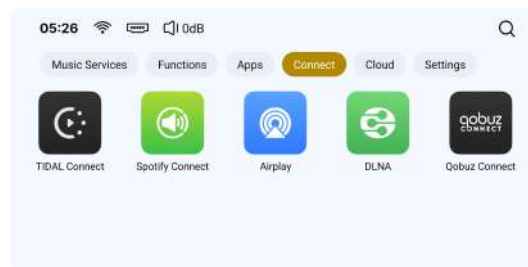 05:26 0dB
Music Services Functions Apps Connect Cloud Settings
qobuz
CONNECT
TIDAL Connect Spotify Connect Airplay DLNA Qobuz Connect